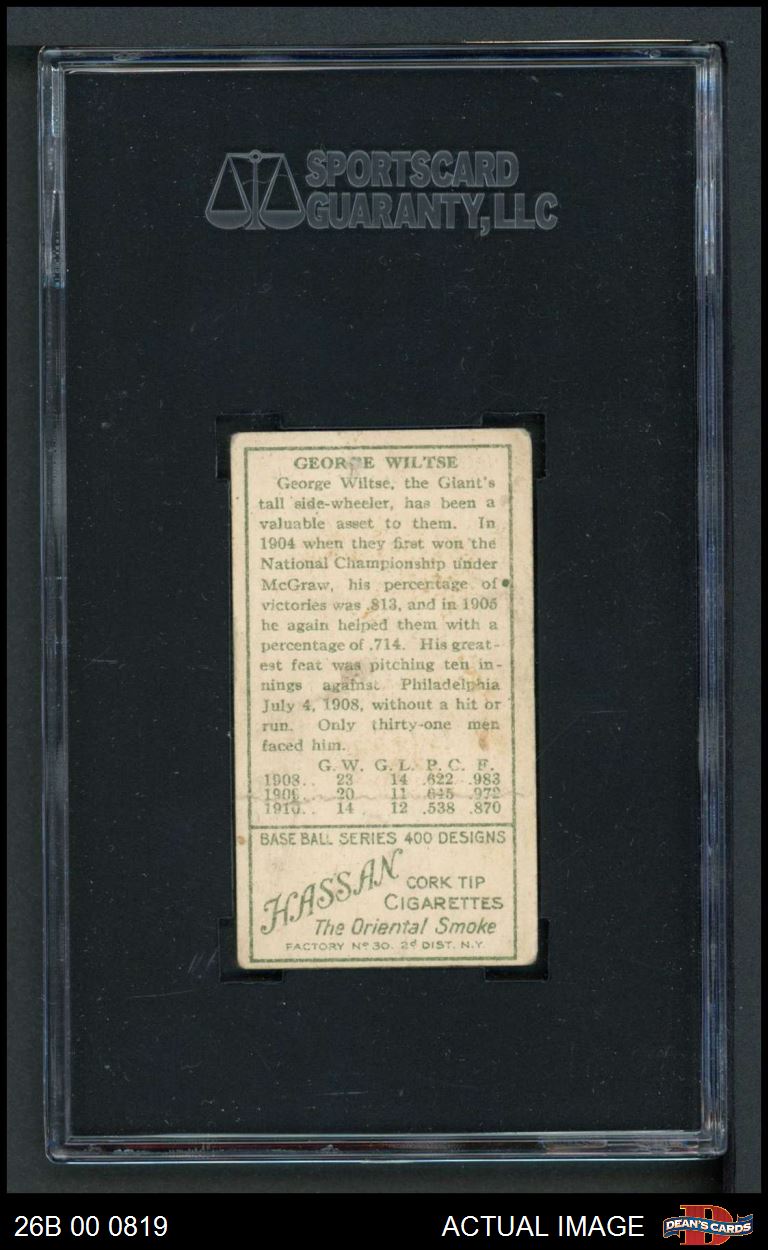 SPORTSCARD
GUARANTY, LLC
GEORGE WILTSE
George Wiltse, the Giant's
tall side-wheeler, has been a
valuable asset to them. In
1904 when they first won the
National Championship under
McGraw, his percentage of
victories was .813, and in 1905
he again helped them with a
percentage of .714. His great-
est feat was pitching ten in-
nings against Philadelphia
July 4, 1908, without a hit or
run. Only thirty-one men
faced him.
G. W. G. L. P. C. F.
1908.. 23 14 .622 .983
1909 20 11 .645 .972
1910.. 14 12 .538 .870
BASE BALL SERIES 400 DESIGNS
HASSAN
CORK TIP
CIGARETTES
The Oriental Smoke
FACTORY Nº 30. 2d DIST. N.Y.
26B 00 0819 ACTUAL IMAGE DEAN'S CARDS